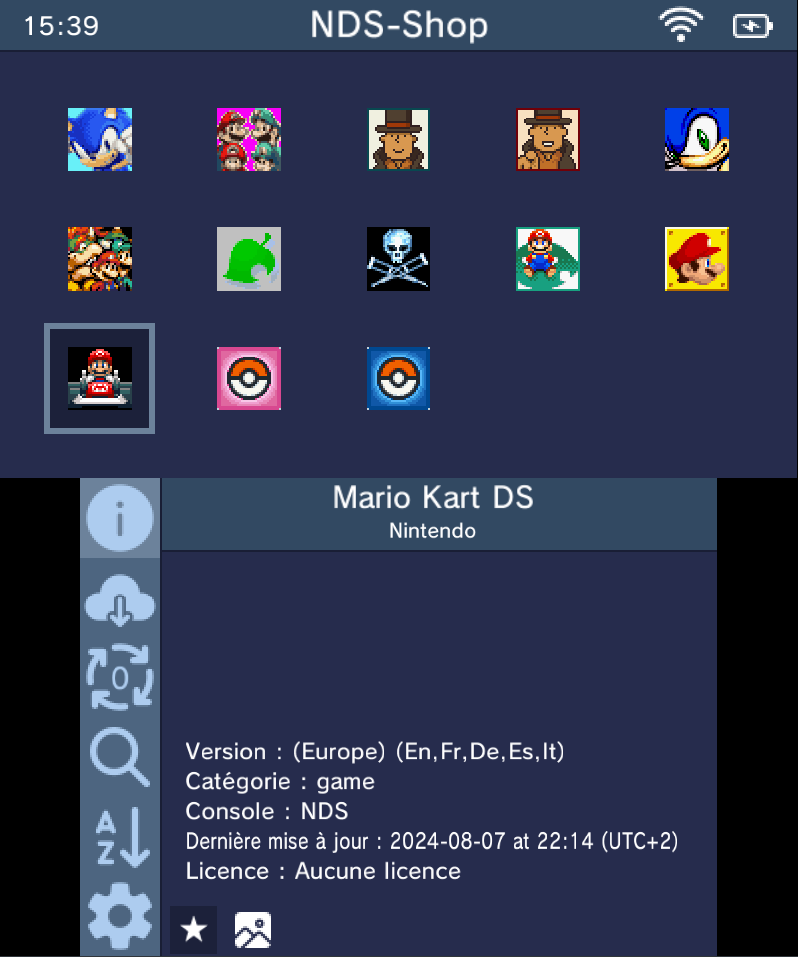 15:39
NDS-Shop
Mario Kart DS
Nintendo
i
0
Version : (Europe) (En,Fr,De,Es,It)
Catégorie : game
Console : NDS
Dernière mise à jour : 2024-08-07 at 22:14 (UTC+2)
Licence : Aucune licence
A
Z